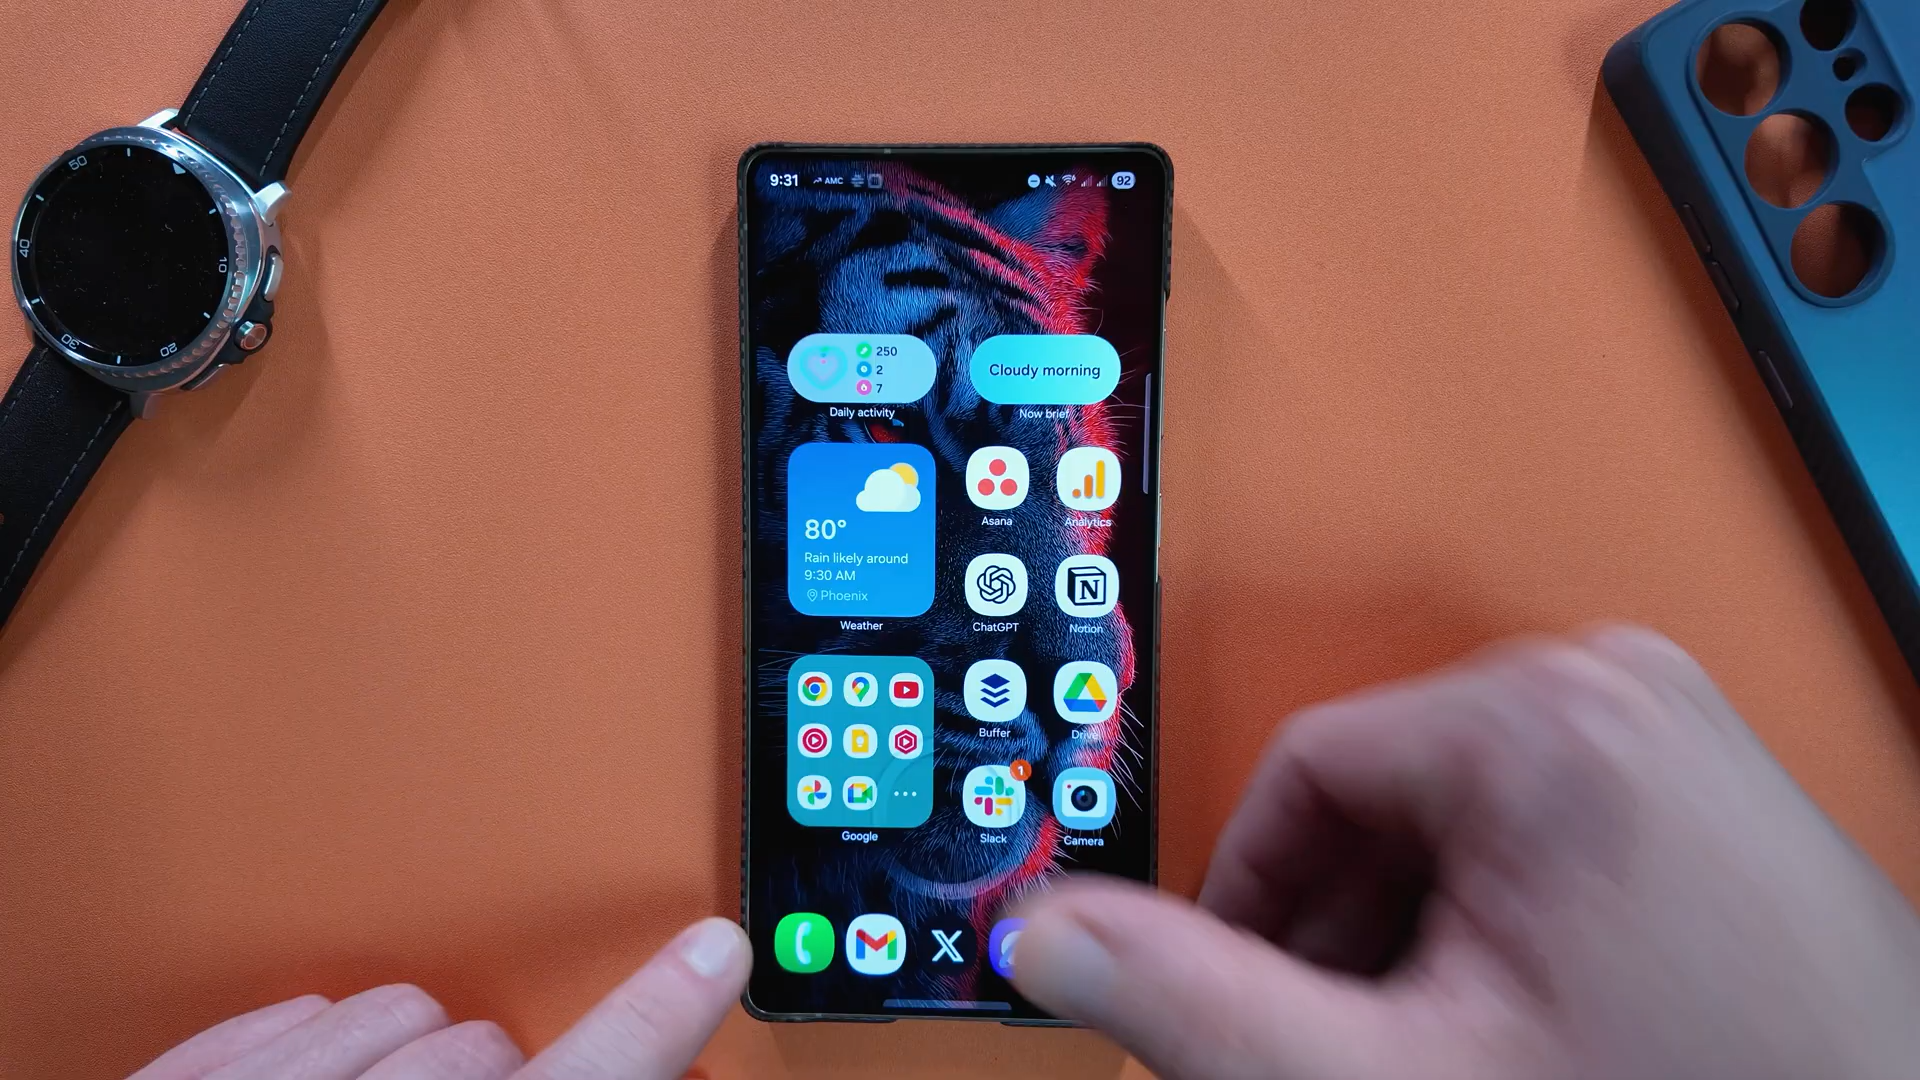 50
40
30
20
10
9:31 AMC 92
250
2
7
Daily activity
Cloudy morning
Now brief
80°
Rain likely around
9:30 AM
Phoenix
Weather
Asana
Analytics
ChatGPT
N
Notion
Buffer
Drive
Google
1
Slack
Camera
X